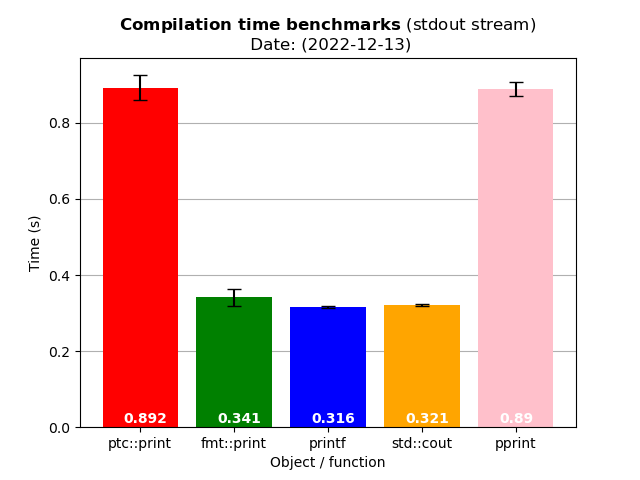 Compilation time benchmarks (stdout stream)
Date: (2022-12-13)
Time (s)
0.8
0.6
0.4
0.2
0.0
0.892 0.341 0.316 0.321 0.89
ptc::print fmt::print printf std::cout pprint
Object / function